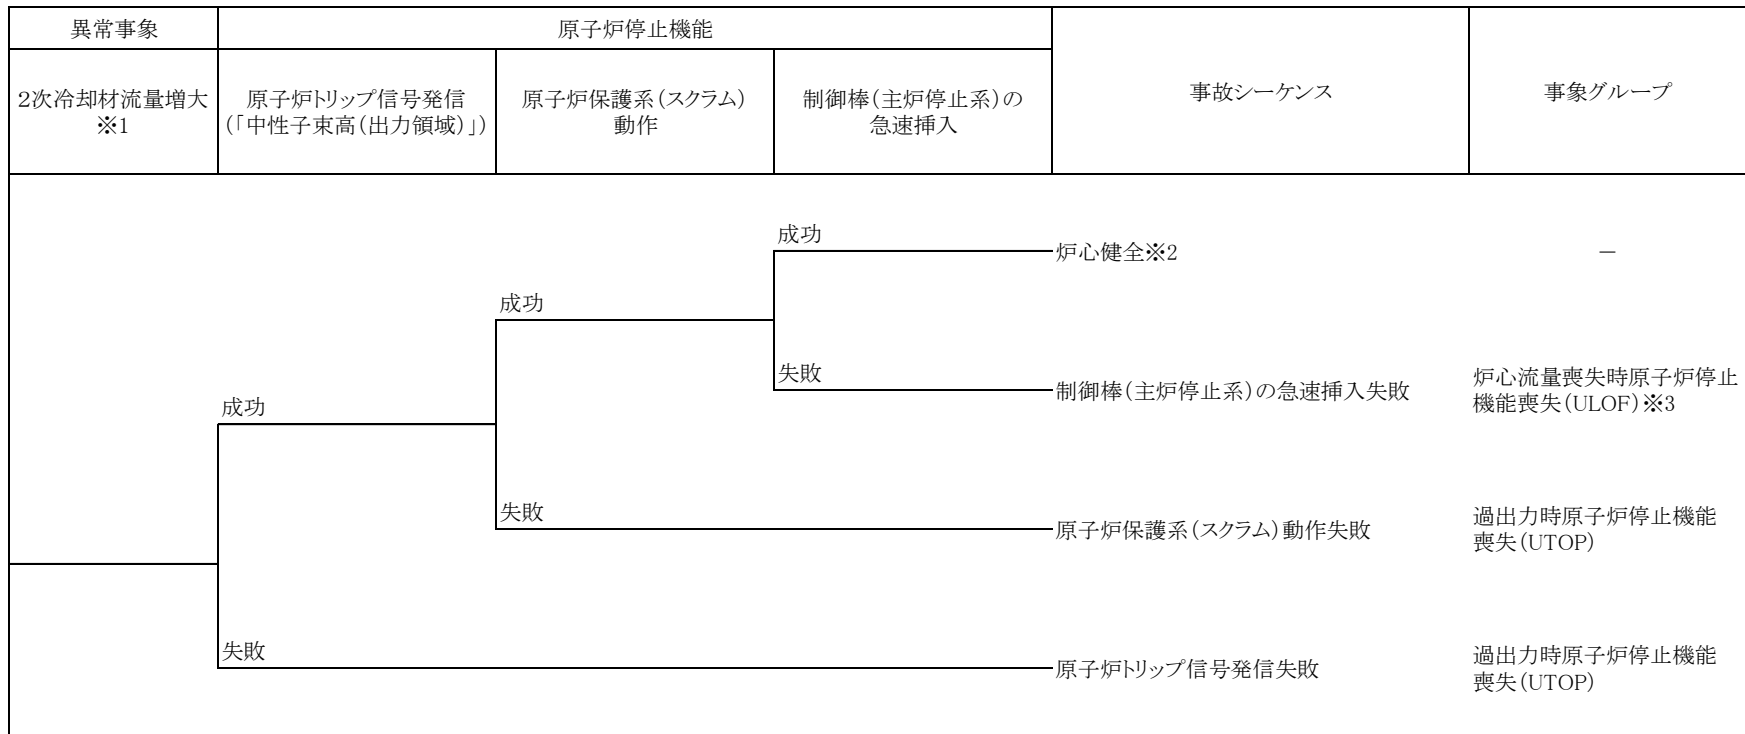 異常事象
原子炉停止機能
事故シーケンス
事象グループ
2次冷却材流量増大
※1
原子炉トリップ信号発信
(「中性子束高(出力領域)」)
原子炉保護系(スクラム)
動作
制御棒(主炉停止系)の
急速挿入
成功
炉心健全※2
－
成功
失敗
制御棒(主炉停止系)の急速挿入失敗
炉心流量喪失時原子炉停止
機能喪失(ULOF)※3
成功
失敗
原子炉保護系(スクラム)動作失敗
過出力時原子炉停止機能
喪失(UTOP)
失敗
原子炉トリップ信号発信失敗
過出力時原子炉停止機能
喪失(UTOP)